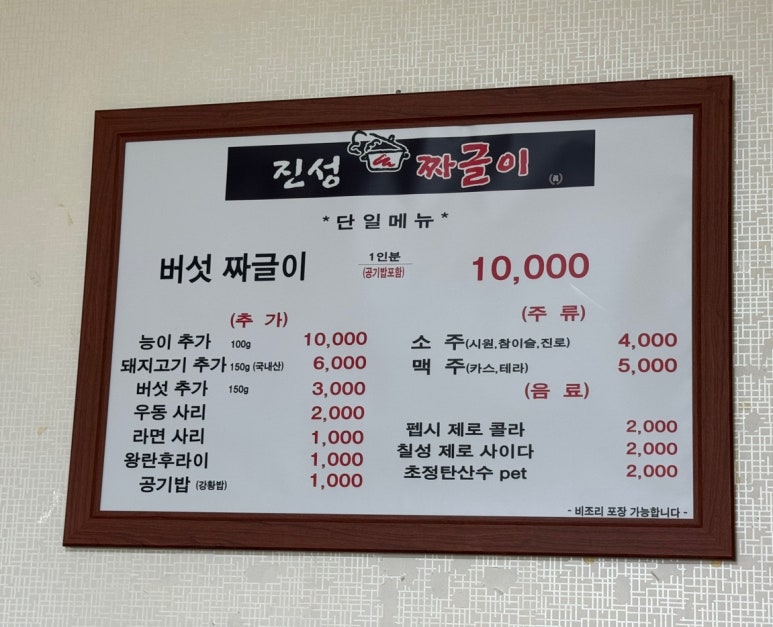 진성 짜글이
*단일메뉴*
버섯 짜글이 1인분 (공기밥포함) 10,000
(추 가)
능이 추가 100g 10,000
돼지고기 추가 150g (국내산) 6,000
버섯 추가 150g 3,000
우동 사리 2,000
라면 사리 1,000
왕란후라이 1,000
공기밥 (강황밥) 1,000
(주 류)
소 주(시원,참이슬,진로) 4,000
맥 주(카스,테라) 5,000
(음 료)
펩시 제로 콜라 2,000
칠성 제로 사이다 2,000
초정탄산수 pet 2,000
- 비조리 포장 가능합니다 -